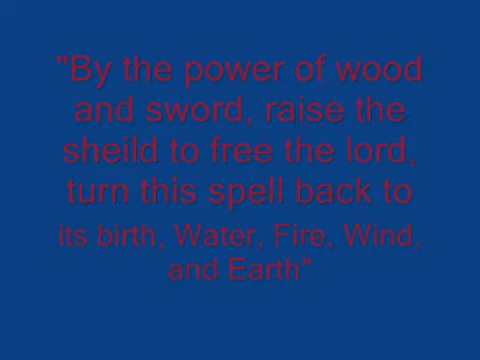 "By the power of wood
and sword, raise the
sheild to free the lord,
turn this spell back to
its birth, Water, Fire, Wind,
and Earth"